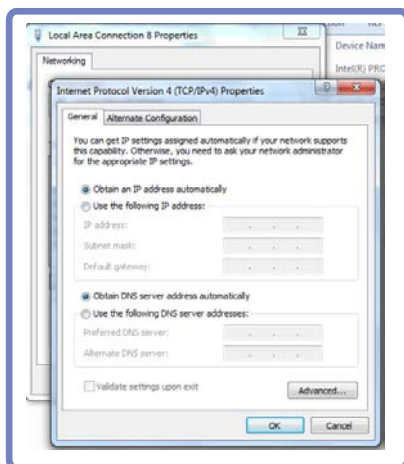 Local Area Connection 8 Properties
Device Nam
Networking
Intel(R) PRO
Internet Protocol Version 4 (TCP/IPv4) Properties
General
Alternate Configuration
You can get IP settings assigned automatically if your network supports
this capability. Otherwise, you need to ask your network administrator
for the appropriate IP settings.
Obtain an IP address automatically
Use the following IP address:
IP address:
Subnet mask:
Default gateway:
Obtain DNS server address automatically
Use the following DNS server addresses:
Preferred DNS server:
Alternate DNS server:
Validate settings upon exit
Advanced...
OK
Cancel